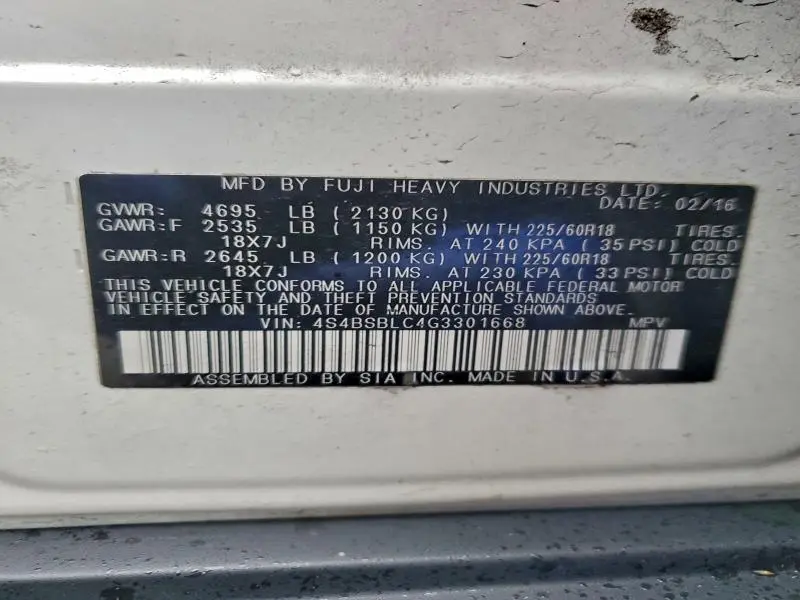 MFD BY FUJI HEAVY INDUSTRIES LTD.
DATE: 02/16
GVWR: 4695 LB ( 2130 KG)
GAWR:F 2535 LB ( 1150 KG) WITH 225/60R18 TIRES.
18X7J RIMS. AT 240 KPA ( 35 PSI) COLD
GAWR:R 2645 LB ( 1200 KG) WITH 225/60R18 TIRES.
18X7J RIMS. AT 230 KPA ( 33 PSI) COLD
THIS VEHICLE CONFORMS TO ALL APPLICABLE FEDERAL MOTOR
VEHICLE SAFETY AND THEFT PREVENTION STANDARDS
IN EFFECT ON THE DATE OF MANUFACTURE SHOWN ABOVE.
VIN: 4S4BSBLC4G3301668 MPV
ASSEMBLED BY SIA INC. MADE IN U.S.A.